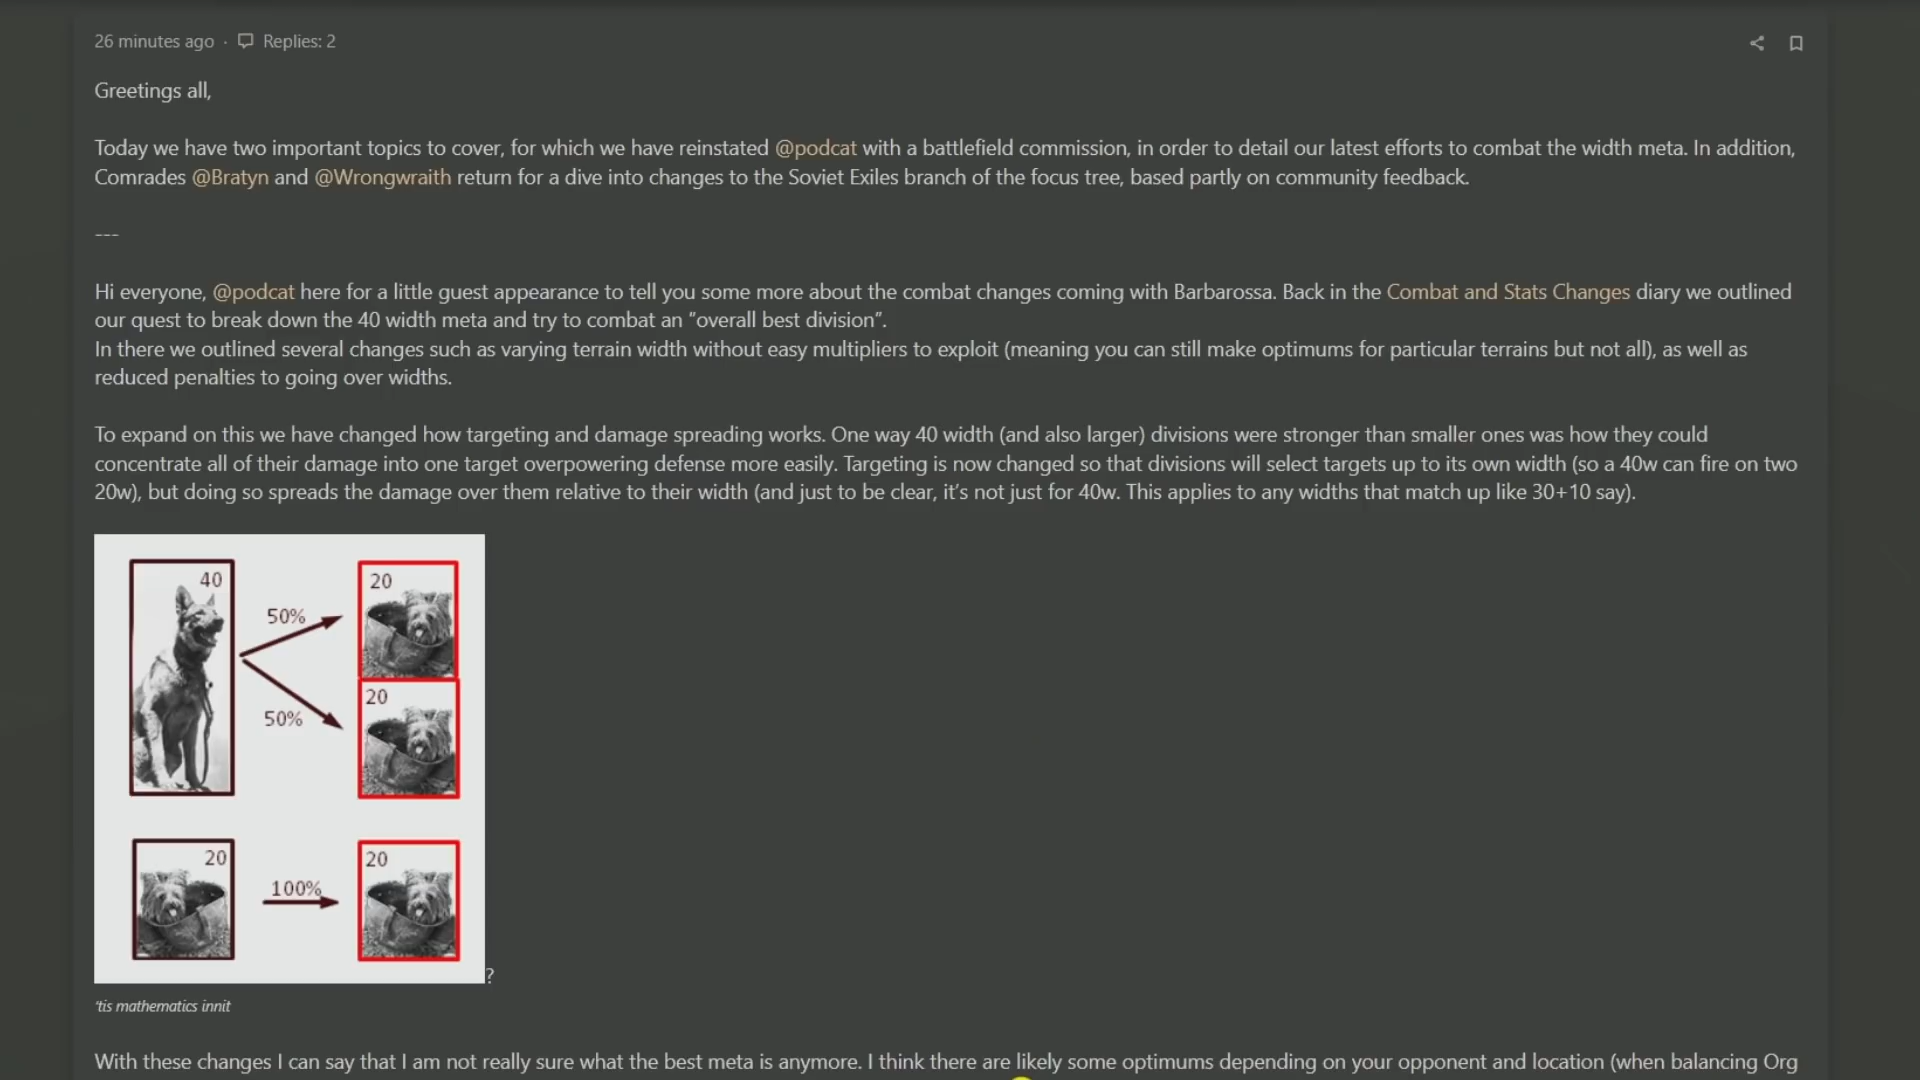 26 minutes ago · Replies: 2
Greetings all,
Today we have two important topics to cover, for which we have reinstated @podcat with a battlefield commission, in order to detail our latest efforts to combat the width meta. In addition,
Comrades @Bratyn and @Wrongwraith return for a dive into changes to the Soviet Exiles branch of the focus tree, based partly on community feedback.
---
Hi everyone, @podcat here for a little guest appearance to tell you some more about the combat changes coming with Barbarossa. Back in the Combat and Stats Changes diary we outlined
our quest to break down the 40 width meta and try to combat an "overall best division".
In there we outlined several changes such as varying terrain width without easy multipliers to exploit (meaning you can still make optimums for particular terrains but not all), as well as
reduced penalties to going over widths.
To expand on this we have changed how targeting and damage spreading works. One way 40 width (and also larger) divisions were stronger than smaller ones was how they could
concentrate all of their damage into one target overpowering defense more easily. Targeting is now changed so that divisions will select targets up to its own width (so a 40w can fire on two
20w), but doing so spreads the damage over them relative to their width (and just to be clear, it's not just for 40w. This applies to any widths that match up like 30+10 say).
40
20
50%
20
50%
20
20
100%
?
'tis mathematics innit
With these changes I can say that I am not really sure what the best meta is anymore. I think there are likely some optimums depending on your opponent and location (when balancing Org